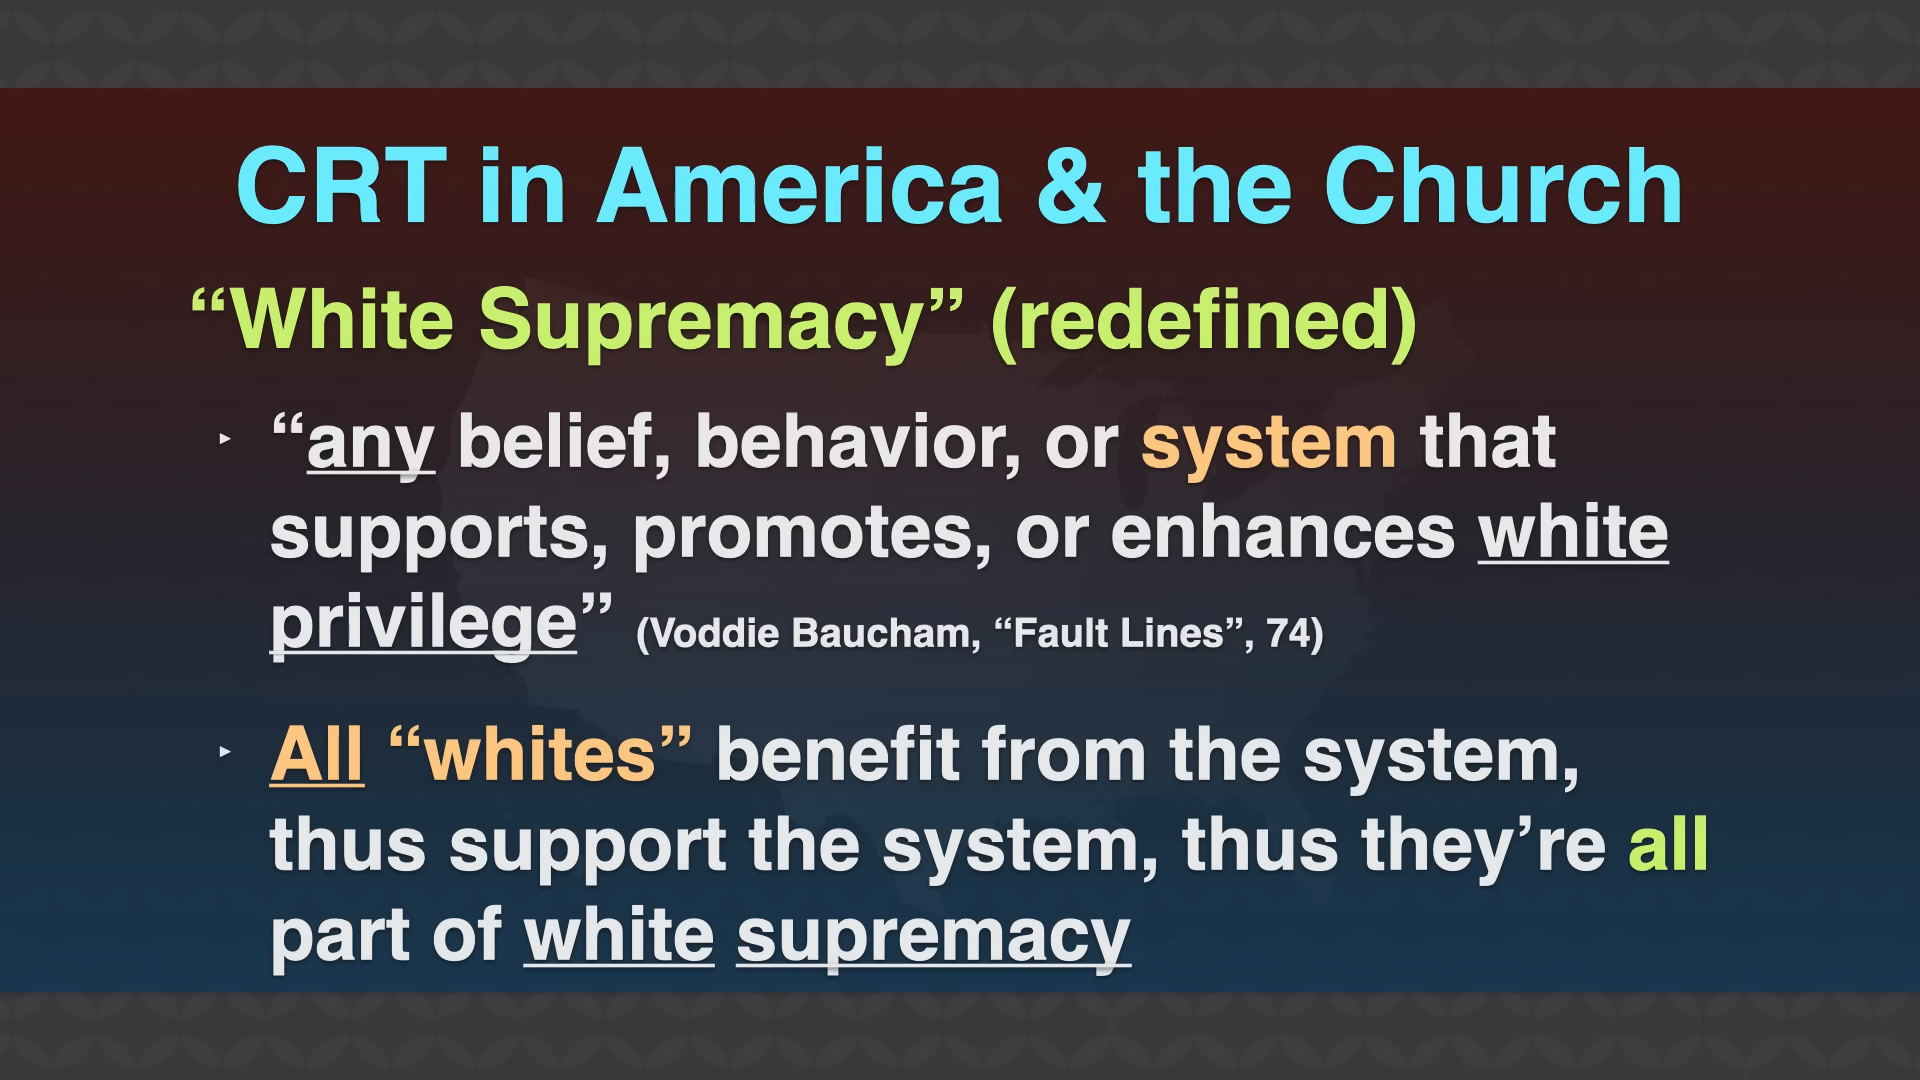 CRT in America & the Church
“White Supremacy” (redefined)
‣ “any belief, behavior, or system that
supports, promotes, or enhances white
privilege” (Voddie Baucham, “Fault Lines”, 74)
‣ All “whites” benefit from the system,
thus support the system, thus they’re all
part of white supremacy